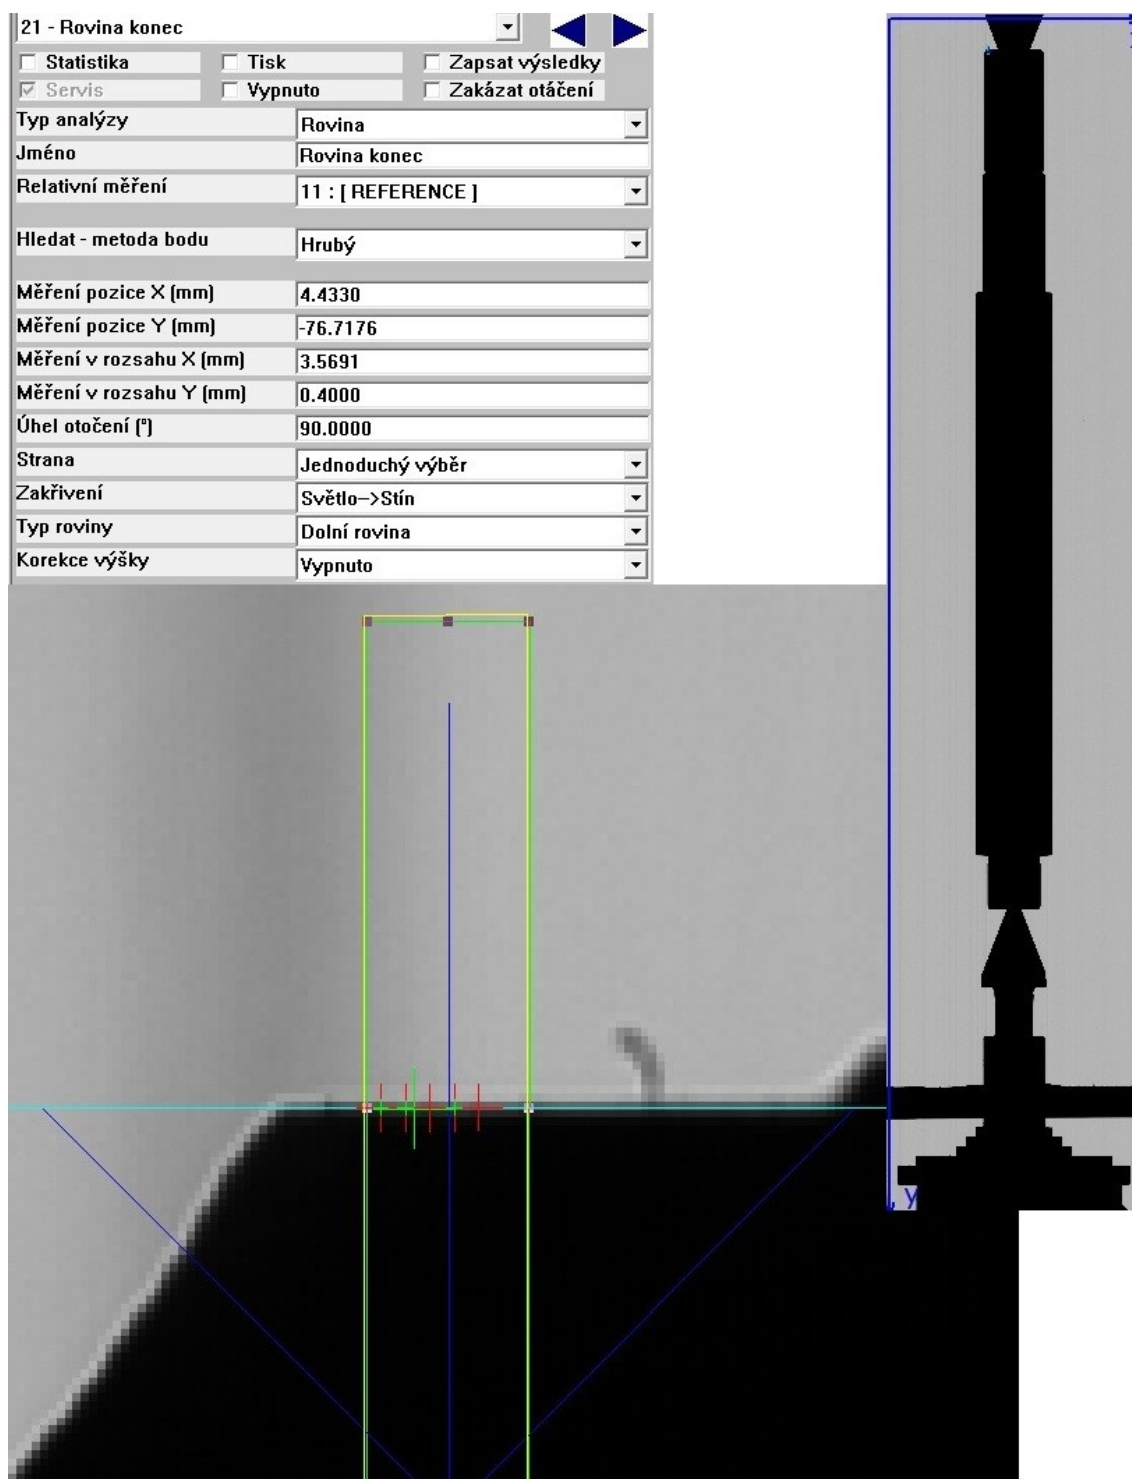 21 - Rovina konec
Statistika Tisk Zapsat výsledky
Servis Vypnuto Zakázat otáčení
Typ analýzy Rovina
Jméno Rovina konec
Relativní měření 11 : [ REFERENCE ]
Hledat - metoda bodu Hrubý
Měření pozice X (mm) 4.4330
Měření pozice Y (mm) -76.7176
Měření v rozsahu X (mm) 3.5691
Měření v rozsahu Y (mm) 0.4000
Úhel otočení (°) 90.0000
Strana Jednoduchý výběr
Zakřivení Světlo->Stín
Typ roviny Dolní rovina
Korekce výšky Vypnuto
y